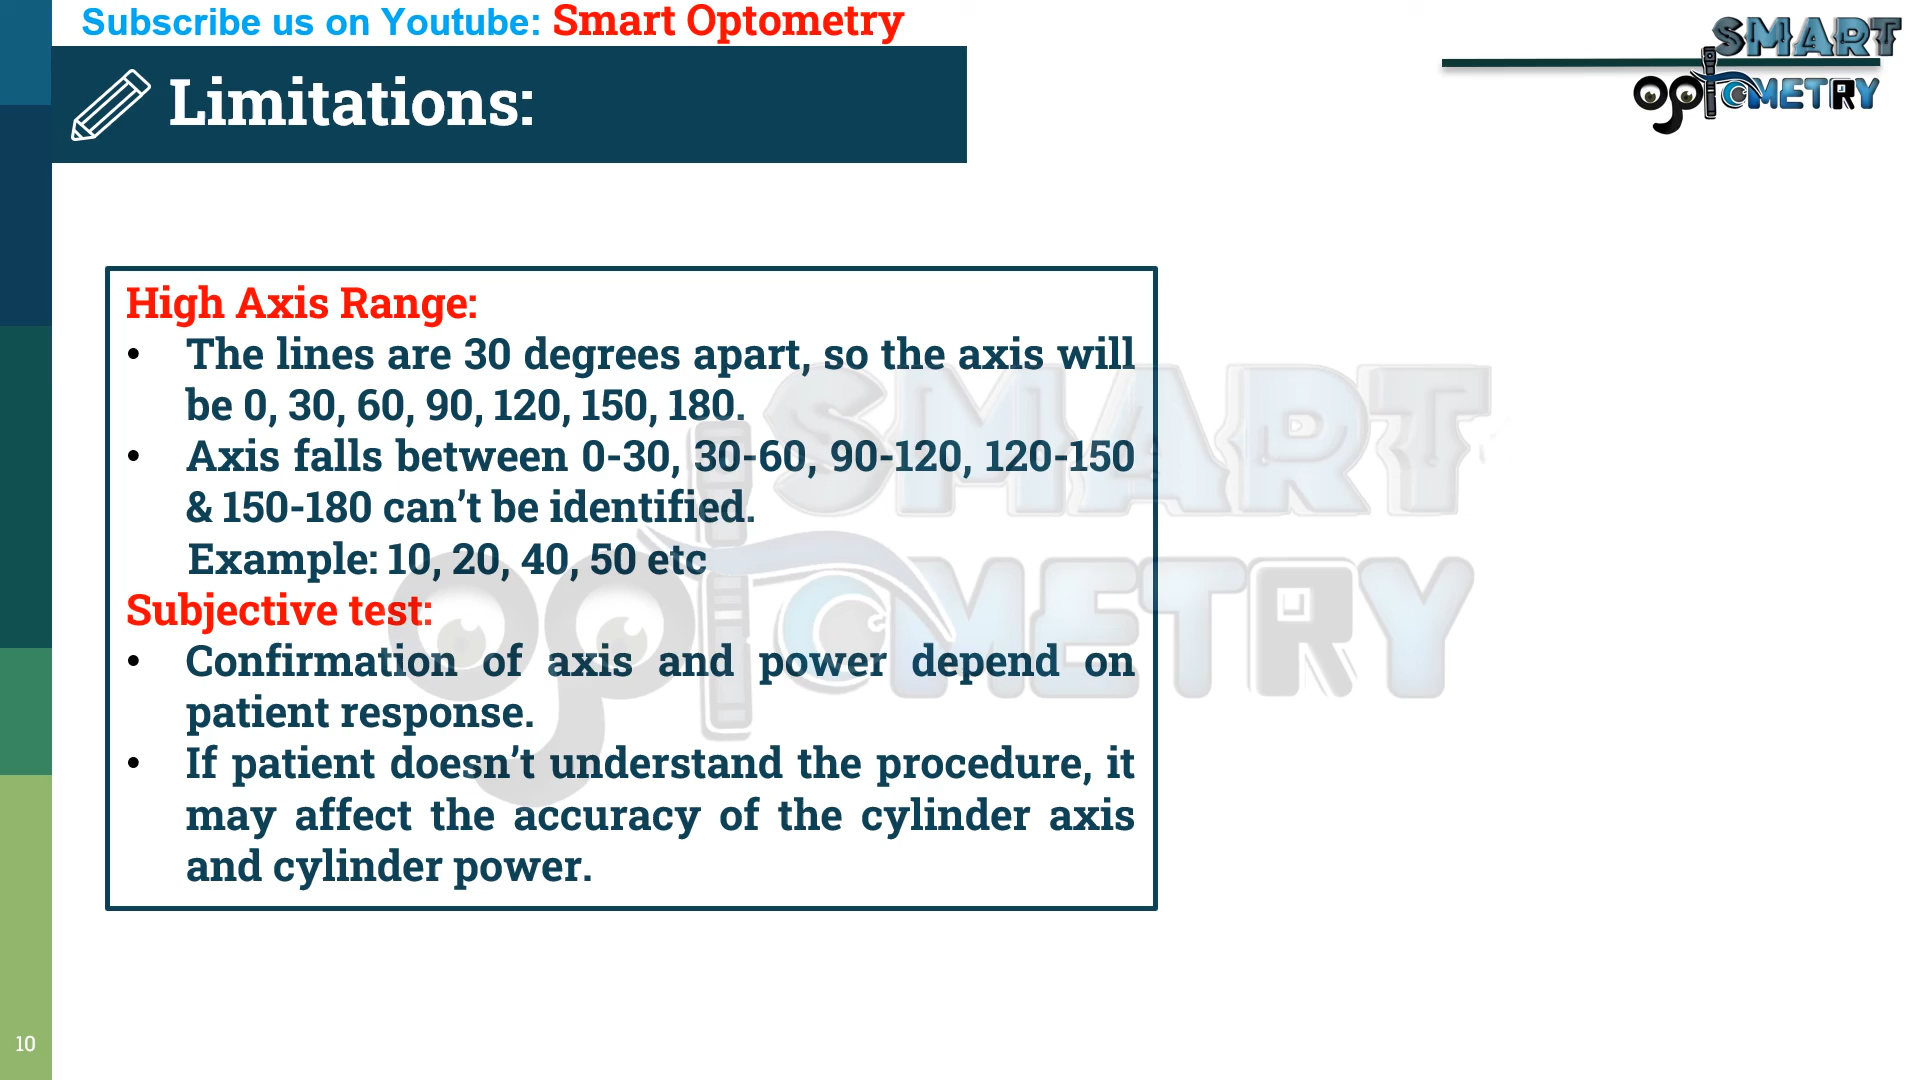 Subscribe us on Youtube: Smart Optometry
SMART
OPTOMETRY
Limitations:
High Axis Range:
• The lines are 30 degrees apart, so the axis will
be 0, 30, 60, 90, 120, 150, 180.
• Axis falls between 0-30, 30-60, 90-120, 120-150
& 150-180 can’t be identified.
Example: 10, 20, 40, 50 etc
Subjective test:
• Confirmation of axis and power depend on
patient response.
• If patient doesn’t understand the procedure, it
may affect the accuracy of the cylinder axis
and cylinder power.
SMART
OPTOMETRY
10